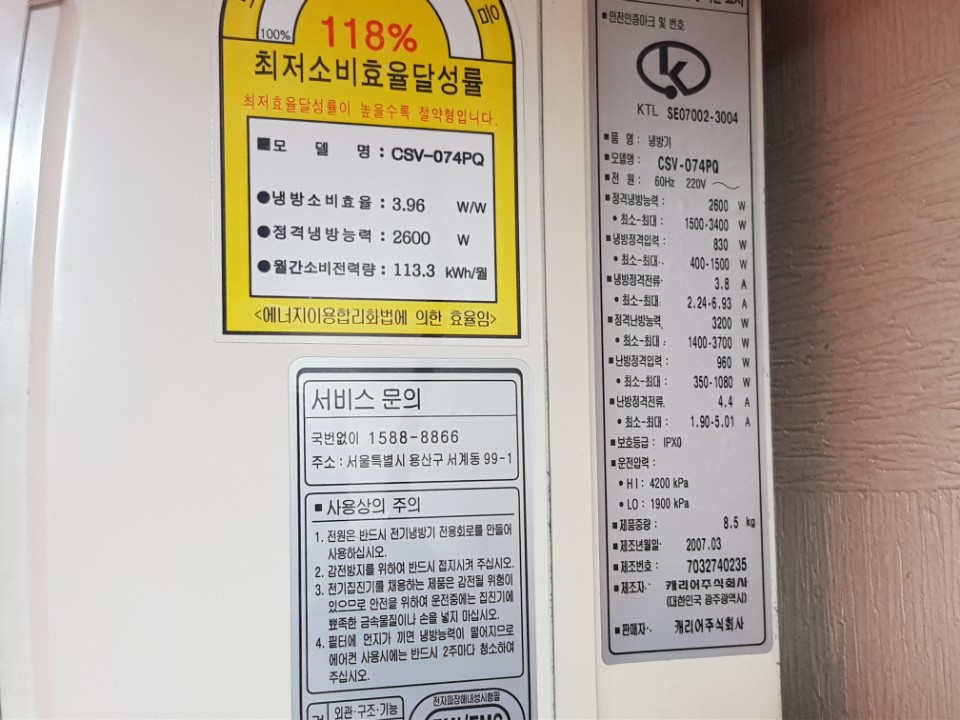 100%
118%
최저소비효율달성률
최저효율달성률이 높을수록 절약형입니다.
■모 델 명 : CSV-074PQ
●냉방소비효율 : 3.96 W/W
●정격냉방능력 : 2600 W
●월간소비전력량 : 113.3 kWh/월
<에너지이용합리화법에 의한 효율임>
서비스 문의
국번없이 1588-8866
주소 : 서울특별시 용산구 서계동 99-1
■ 사용상의 주의
1. 전원은 반드시 전기냉방기 전용회로를 만들어
사용하십시오.
2. 감전방지를 위하여 반드시 접지시켜 주십시오.
3. 전기집진기를 채용하는 제품은 감전될 위험이
있으므로 안전을 위하여 운전중에는 집진기에
뾰족한 금속물질이나 손을 넣지 마십시오.
4. 필터에 먼지가 끼면 냉방능력이 떨어지므로
에어컨 사용시에는 반드시 2주마다 청소하여
주십시오.
외관·구조·기능
전자파장해내성시험필
■안전인증마크 및 번호
K
KTL SE07002-3004
■품 명 : 냉방기
■모델명 : CSV-074PQ
■전 원 : 60Hz 220V ~
■정격냉방능력 : 2600 W
• 최소-최대 : 1500-3400 W
■냉방정격입력 : 830 W
• 최소-최대 : 400-1500 W
■냉방정격전류 3.8 A
• 최소-최대 2.24-6.93 A
■정격난방능력 3200 W
• 최소-최대 : 1400-3700 W
■난방정격입력 : 960 W
• 최소-최대 : 350-1080 W
■난방정격전류 4.4 A
• 최소-최대 : 1.90-5.01 A
■보호등급 : IPX0
■운전압력 :
• HI : 4200 kPa
• LO : 1900 kPa
■제품중량 : 8.5 kg
■제조년월일 2007.03
■제조번호 : 7032740235
■제조자 : 캐리어주식회사
(대한민국 광주광역시)
■판매자 : 캐리어주식회사